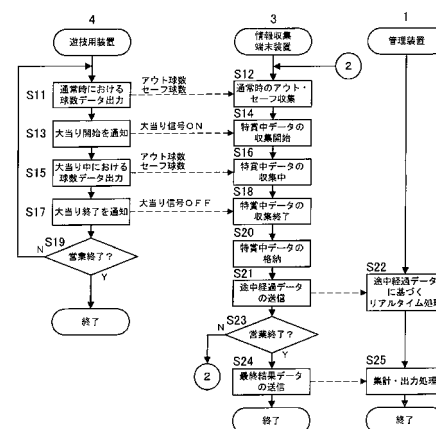 4
遊技用装置
S11
通常時における
球数データ出力
アウト球数
セーフ球数
S13
大当り開始を通知
大当り信号ON
S15
大当り中における
球数データ出力
アウト球数
セーフ球数
S17
大当り終了を通知
大当り信号OFF
S19
営業終了?
N
Y
終了
3
情報収集
端末装置
2
S12
通常時のアウト・
セーフ収集
S14
特賞中データの
収集開始
S16
特賞中データの
収集中
S18
特賞中データの
収集終了
S20
特賞中データの
格納
S21
途中経過データ
の送信
S23
営業終了?
N
Y
2
S24
最終結果データ
の送信
終了
1
管理装置
S22
途中経過データ
に基づく
リアルタイム処理
S25
集計・出力処理
終了